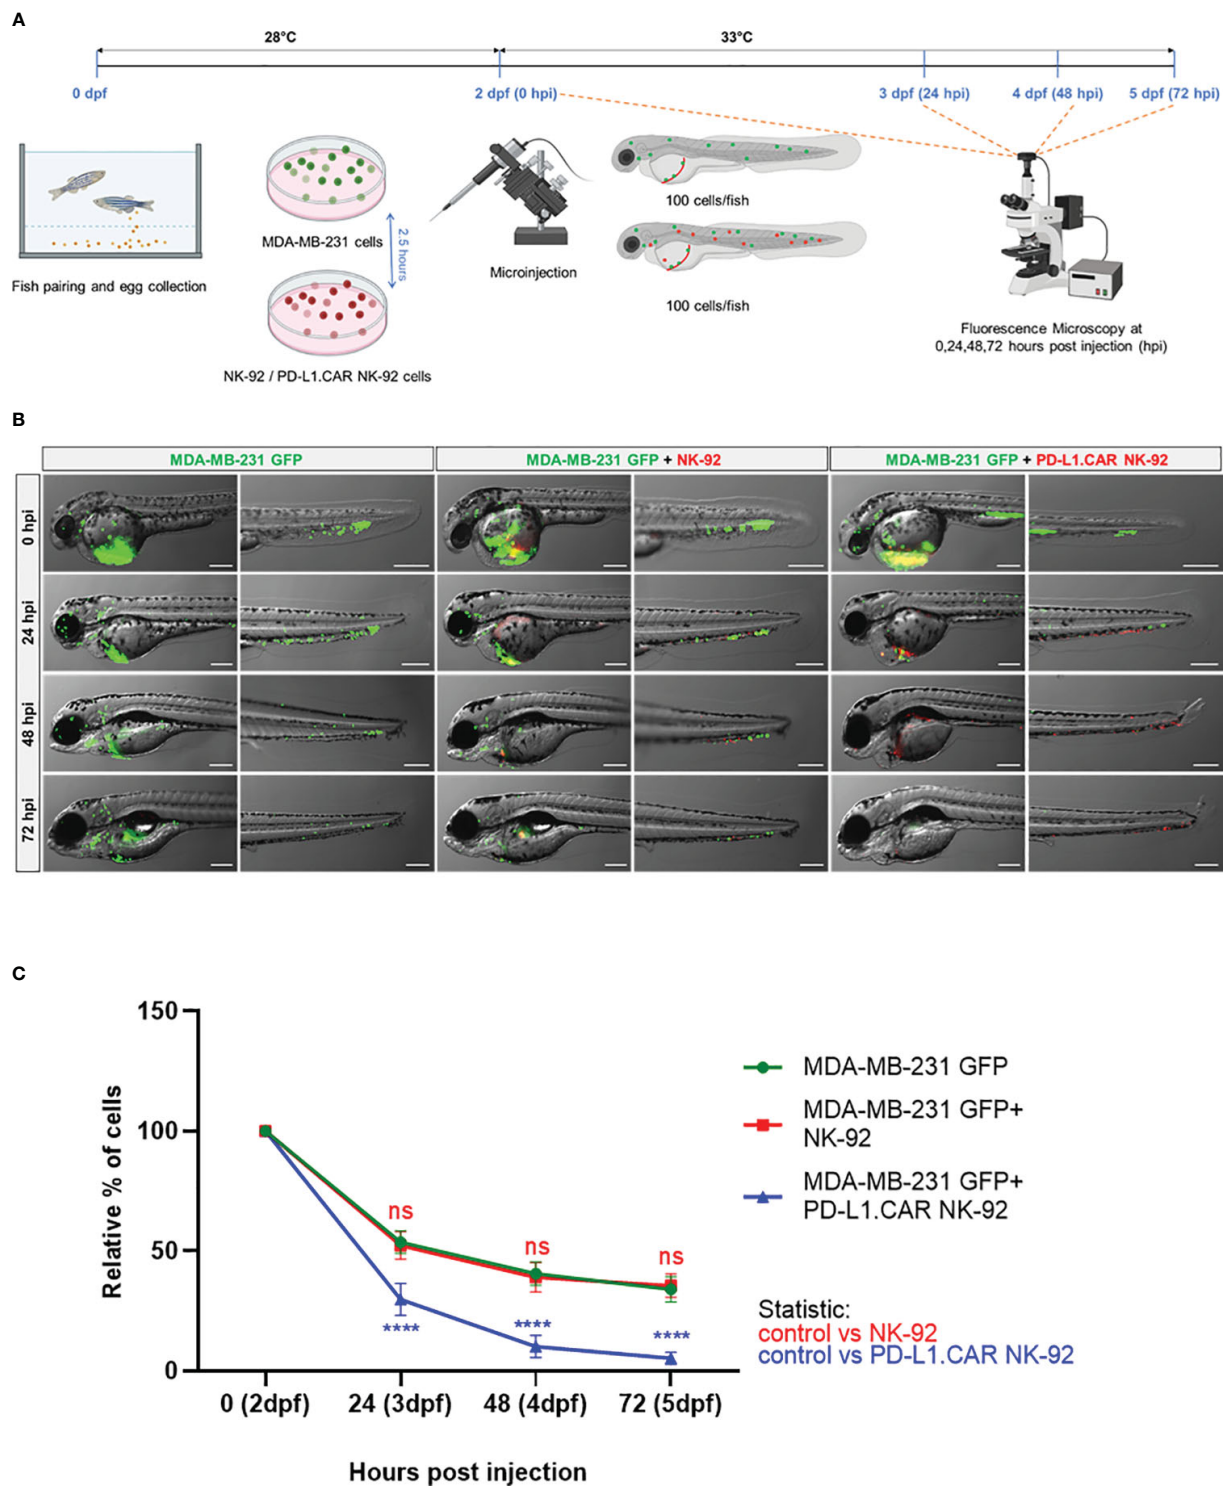 A
28°C
33°C
0 dpf
2 dpf (0 hpi)
3 dpf (24 hpi)
4 dpf (48 hpi)
5 dpf (72 hpi)
Fish pairing and egg collection
MDA-MB-231 cells
2.5 hours
NK-92 / PD-L1.CAR NK-92 cells
Microinjection
100 cells/fish
100 cells/fish
Fluorescence Microscopy at
0,24,48,72 hours post injection (hpi)
B
MDA-MB-231 GFP
MDA-MB-231 GFP + NK-92
MDA-MB-231 GFP + PD-L1.CAR NK-92
0 hpi
24 hpi
48 hpi
72 hpi
C
Relative % of cells
150
100
50
0
ns
ns
ns
****
****
****
0 (2dpf)
24 (3dpf)
48 (4dpf)
72 (5dpf)
Hours post injection
MDA-MB-231 GFP
MDA-MB-231 GFP+
NK-92
MDA-MB-231 GFP+
PD-L1.CAR NK-92
Statistic:
control vs NK-92
control vs PD-L1.CAR NK-92